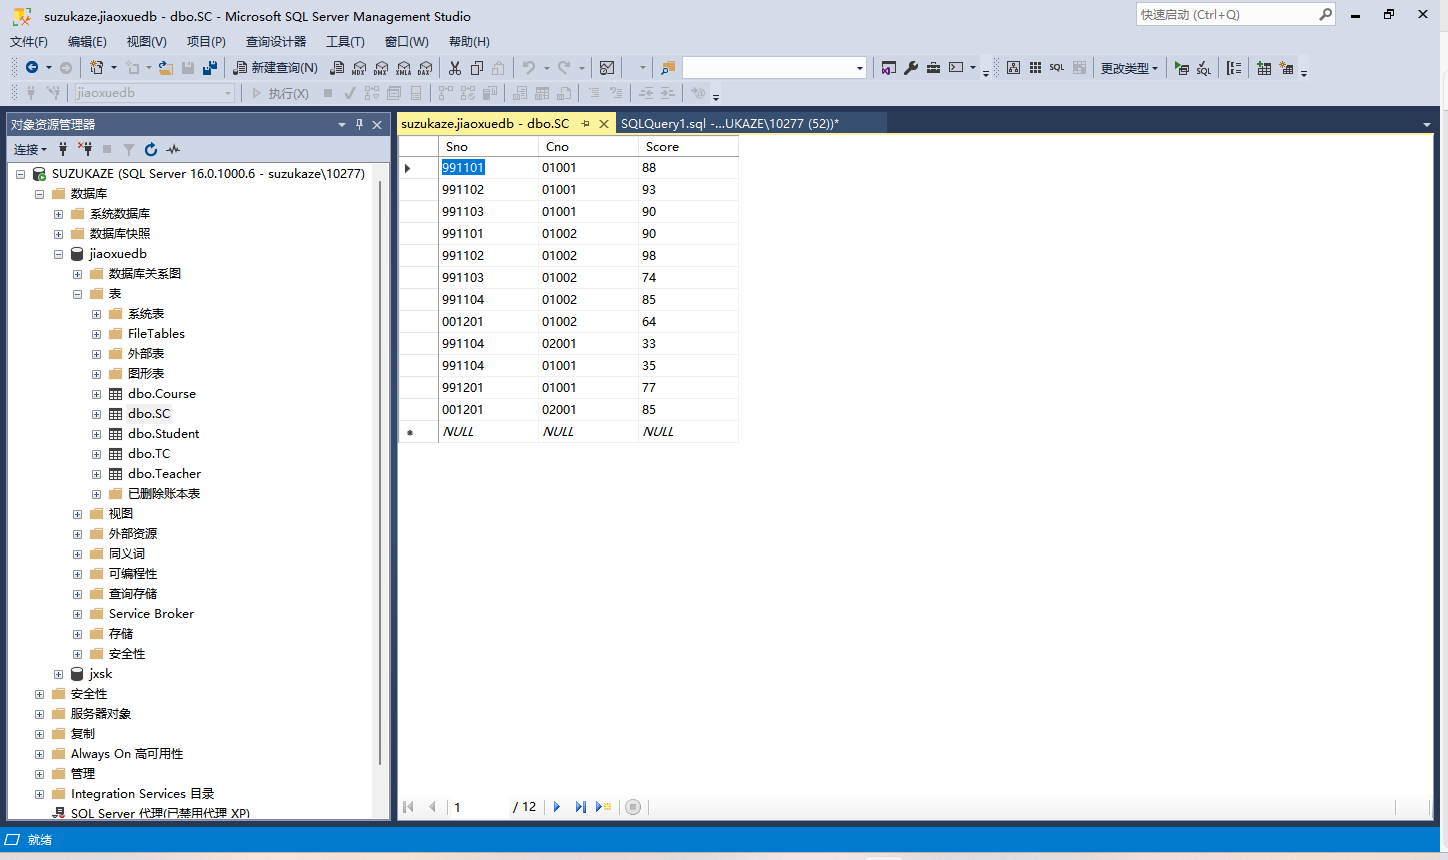 suzukaze.jiaoxuedb - dbo.SC - Microsoft SQL Server Management Studio
快速启动 (Ctrl+Q)
文件(F) 编辑(E) 视图(V) 项目(P) 查询设计器 工具(T) 窗口(W) 帮助(H)
新建查询(N) MDX DMX XMLA DAX SQL 更改类型 SQL
jiaoxuedb 执行(X)
对象资源管理器
连接
SUZUKAZE (SQL Server 16.0.1000.6 - suzukaze\10277)
数据库
系统数据库
数据库快照
jiaoxuedb
数据库关系图
表
系统表
FileTables
外部表
图形表
dbo.Course
dbo.SC
dbo.Student
dbo.TC
dbo.Teacher
已删除账本表
视图
外部资源
同义词
可编程性
查询存储
Service Broker
存储
安全性
jxsk
安全性
服务器对象
复制
Always On 高可用性
管理
Integration Services 目录
SQL Server 代理(已禁用代理 XP)
suzukaze.jiaoxuedb - dbo.SC SQLQuery1.sql -...UKAZE\10277 (52))*
Sno Cno Score
991101 01001 88
991102 01001 93
991103 01001 90
991101 01002 90
991102 01002 98
991103 01002 74
991104 01002 85
001201 01002 64
991104 02001 33
991104 01001 35
991201 01001 77
001201 02001 85
NULL NULL NULL
1 / 12
就绪